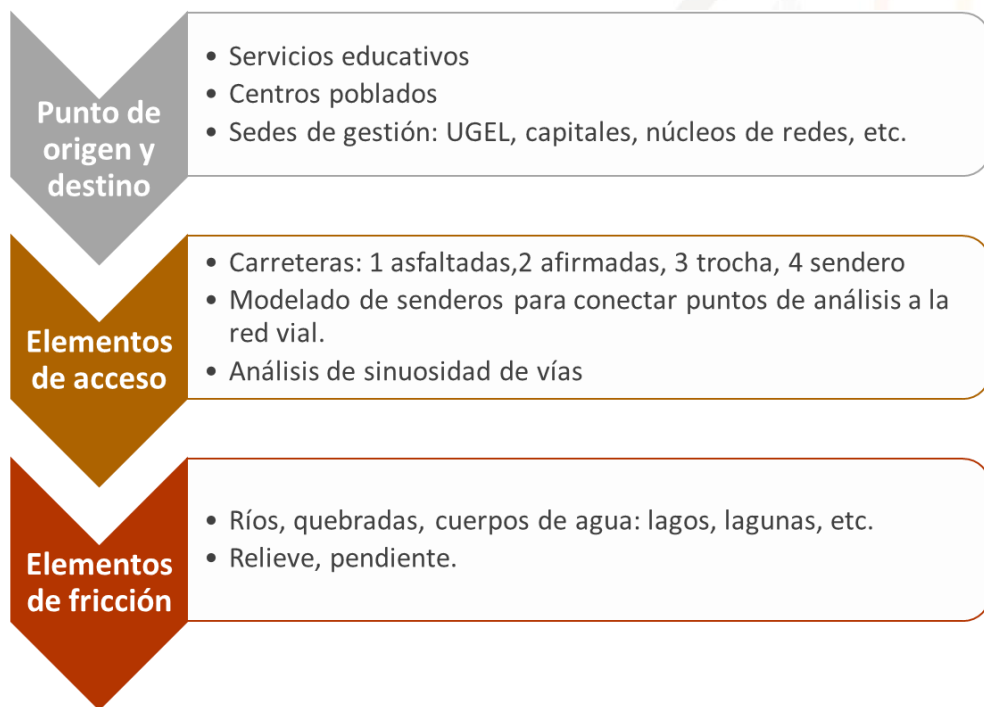 Punto de
origen y
destino
• Servicios educativos
• Centros poblados
• Sedes de gestión: UGEL, capitales, núcleos de redes, etc.
Elementos
de acceso
• Carreteras: 1 asfaltadas,2 afirmadas, 3 trocha, 4 sendero
• Modelado de senderos para conectar puntos de análisis a la
red vial.
• Análisis de sinuosidad de vías
Elementos
de fricción
• Ríos, quebradas, cuerpos de agua: lagos, lagunas, etc.
• Relieve, pendiente.